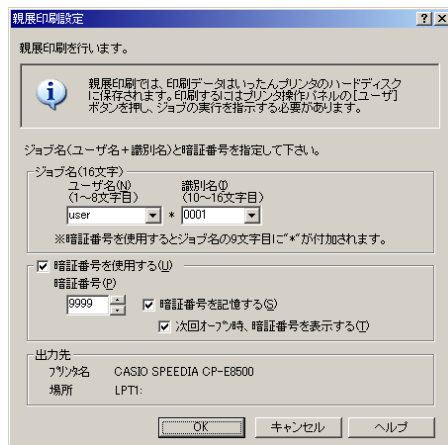 親展印刷設定
親展印刷を行います。
親展印刷では、印刷データはいったんプリンタのハードディスク
に保存されます。印刷するにはプリンタ操作パネルの[ユーザ]
ボタンを押し、ジョブの実行を指示する必要があります。
ジョブ名(ユーザ名+識別名)と暗証番号を指定して下さい。
ジョブ名(16文字)
ユーザ名(N) 識別名(I)
(1~8文字目) (10~16文字目)
user * 0001
※暗証番号を使用するとジョブ名の9文字目に"*"が付加されます。
暗証番号を使用する(U)
暗証番号(P)
9999 暗証番号を記憶する(S)
次回オープン時、暗証番号を表示する(T)
出力先
プリンタ名 CASIO SPEEDIA CP-E8500
場所 LPT1:
OK キャンセル ヘルプ